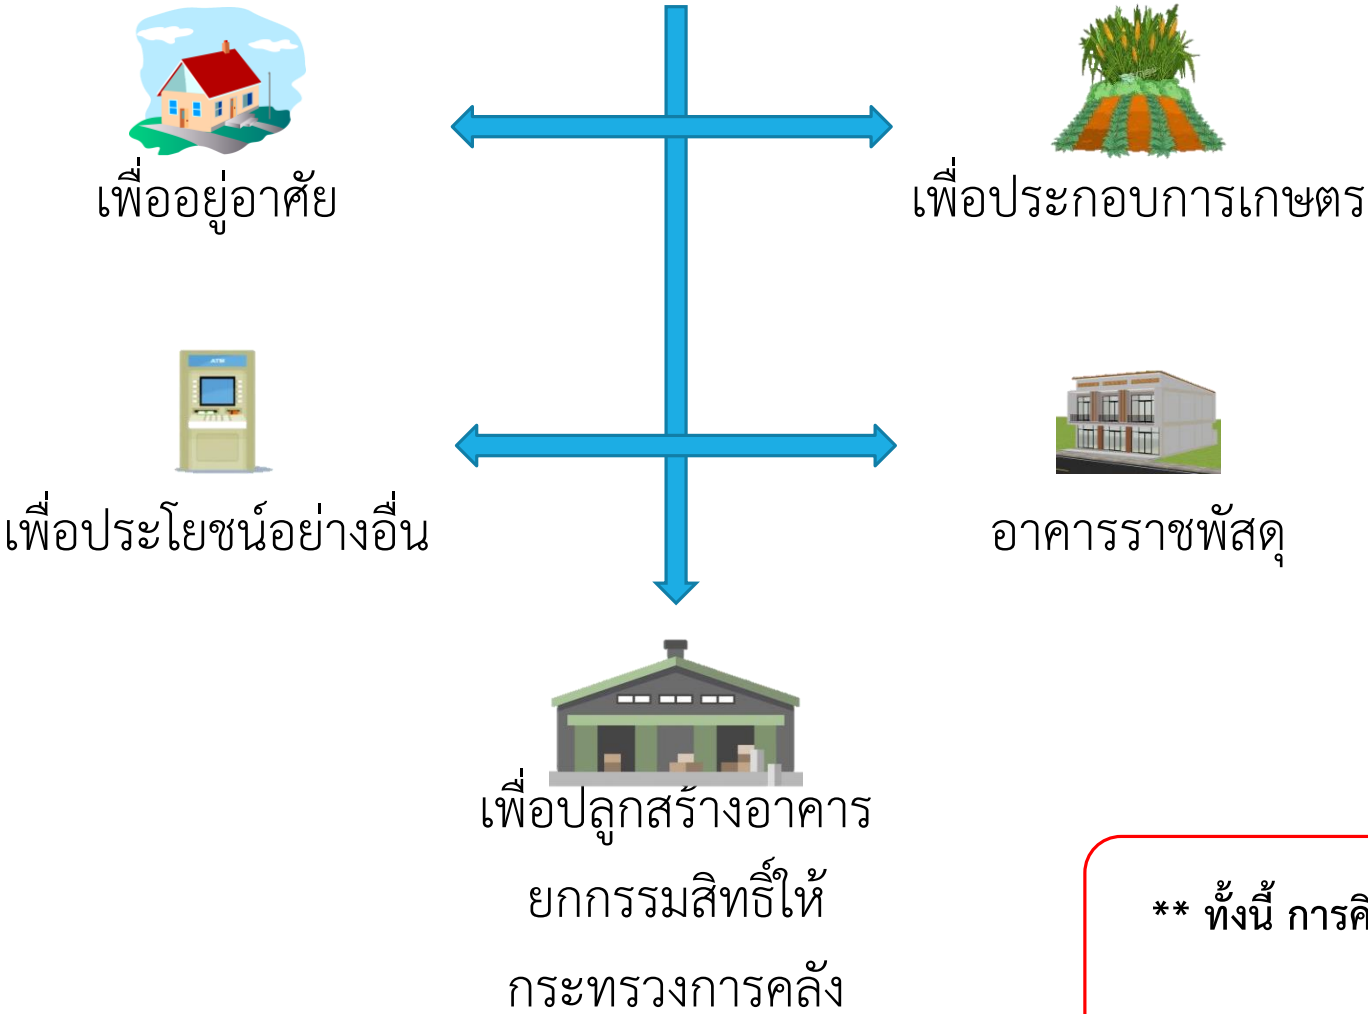 เพื่ออยู่อาศัย
เพื่อประกอบการเกษตร
ATM
เพื่อประโยชน์อย่างอื่น
อาคารราชพัสดุ
เพื่อปลูกสร้างอาคาร
ยกกรรมสิทธิ์ให้
กระทรวงการคลัง
** ทั้งนี้ การคิ